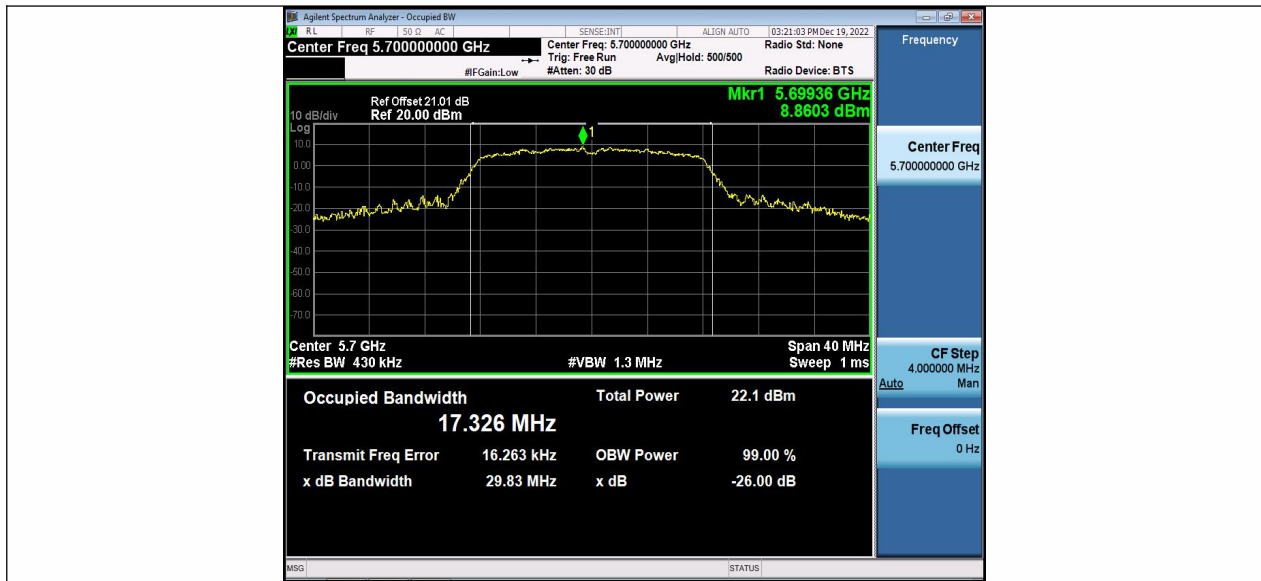 Agilent Spectrum Analyzer - Occupied BW
RL RF 50 Ω AC SENSE:INT ALIGN AUTO 03:21:03 PM Dec 19, 2022
Center Freq 5.700000000 GHz
Center Freq: 5.700000000 GHz
Radio Std: None
Trig: Free Run Avg|Hold: 500/500
#IFGain:Low
#Atten: 30 dB
Radio Device: BTS
Frequency
Mkr1 5.69936 GHz
8.8603 dBm
Ref Offset 21.01 dB
10 dB/div Ref 20.00 dBm
Log
1
10.0
0.00
-10.0
-20.0
-30.0
-40.0
-50.0
-60.0
-70.0
Center 5.7 GHz Span 40 MHz
#Res BW 430 kHz #VBW 1.3 MHz Sweep 1 ms
Center Freq
5.700000000 GHz
CF Step
4.000000 MHz
Auto Man
Freq Offset
0 Hz
Occupied Bandwidth Total Power 22.1 dBm
17.326 MHz
Transmit Freq Error 16.263 kHz OBW Power 99.00 %
x dB Bandwidth 29.83 MHz x dB -26.00 dB
MSG STATUS